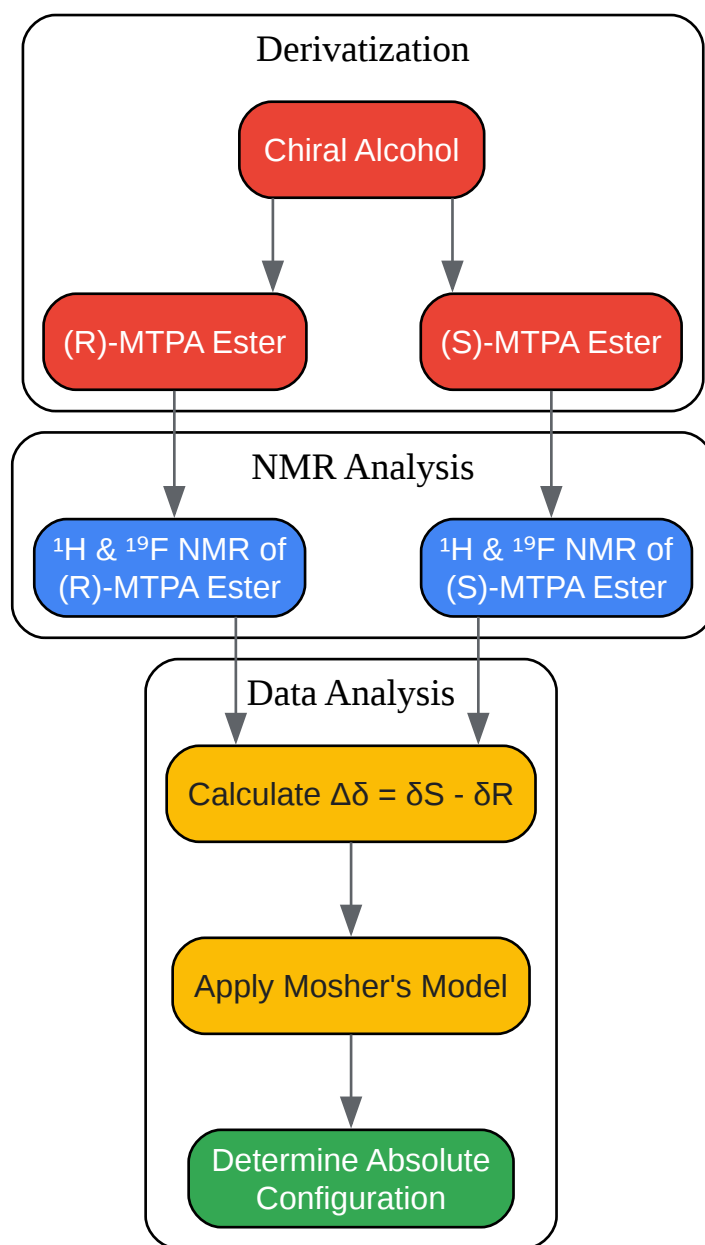 Derivatization
Chiral Alcohol
(R)-MTPA Ester
(S)-MTPA Ester
NMR Analysis
¹H & ¹⁹F NMR of
(R)-MTPA Ester
¹H & ¹⁹F NMR of
(S)-MTPA Ester
Data Analysis
Calculate Δδ = δS - δR
Apply Mosher's Model
Determine Absolute
Configuration